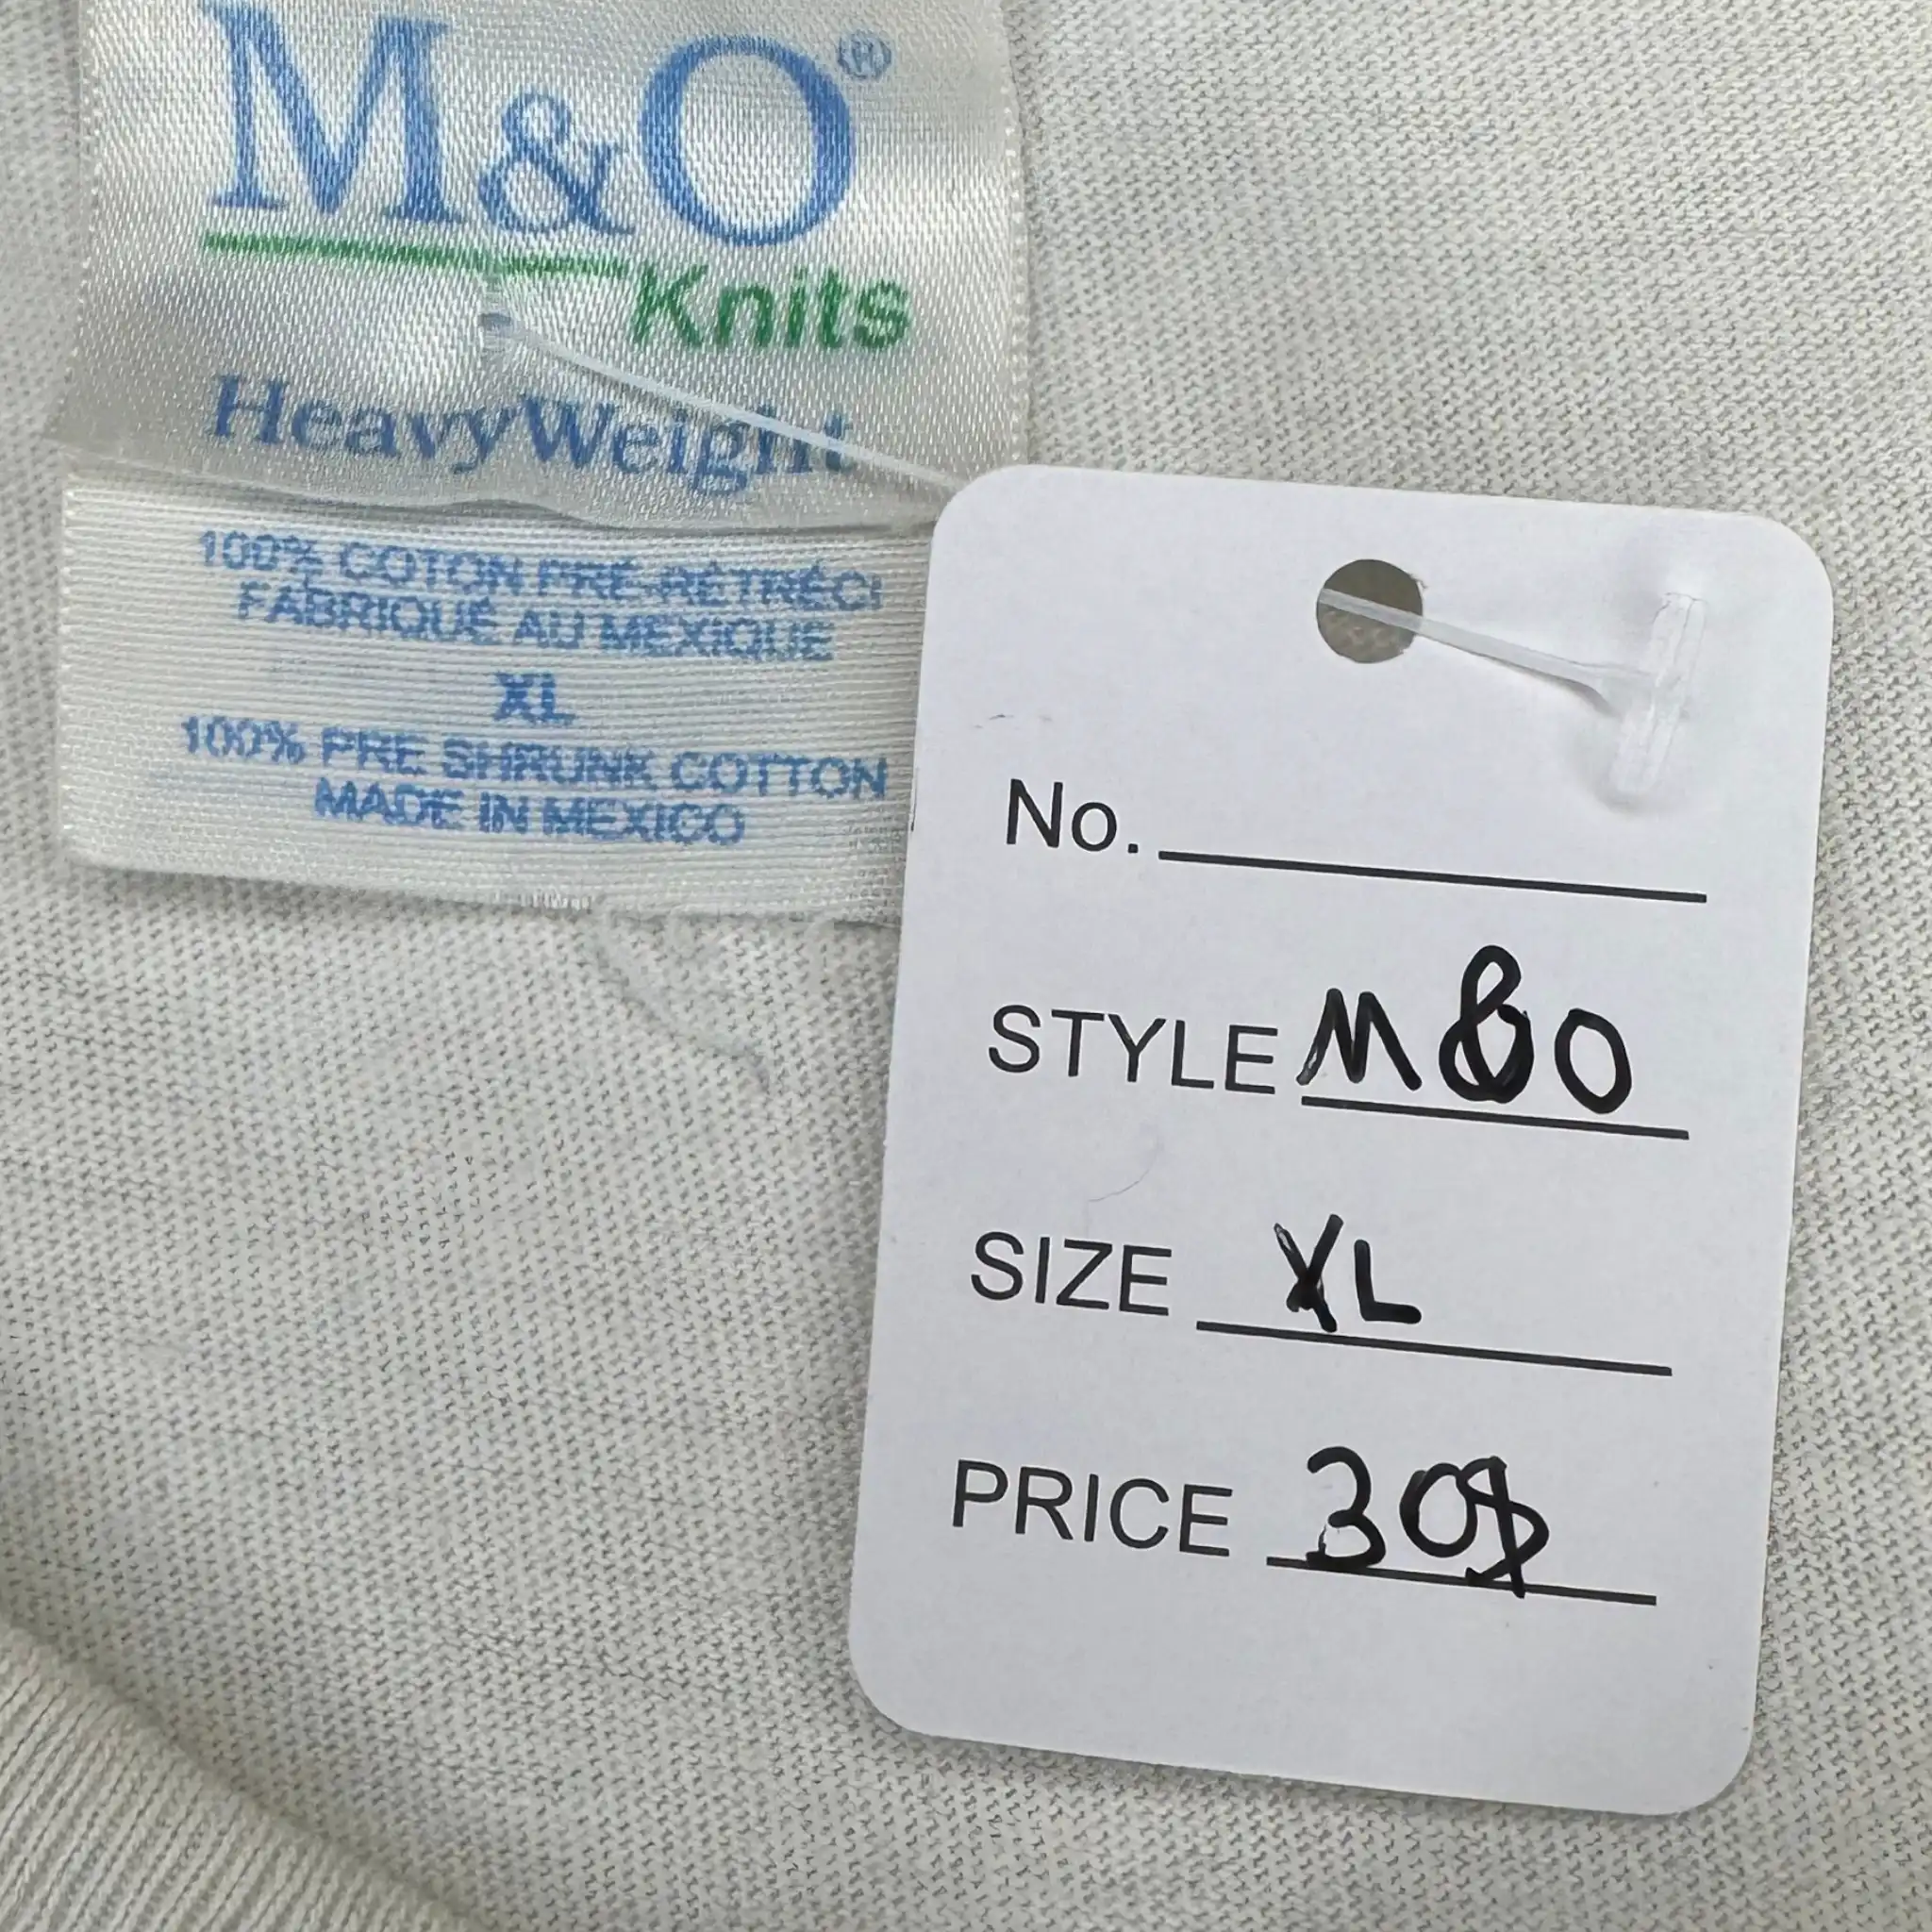 M&O®
Knits
HeavyWeight
100% COTON PRÉ-RÉTRÉCI
FABRIQUÉ AU MEXIQUE
XL
100% PRE SHRUNK COTTON
MADE IN MEXICO
No.
STYLE M&O
SIZE XL
PRICE 30$